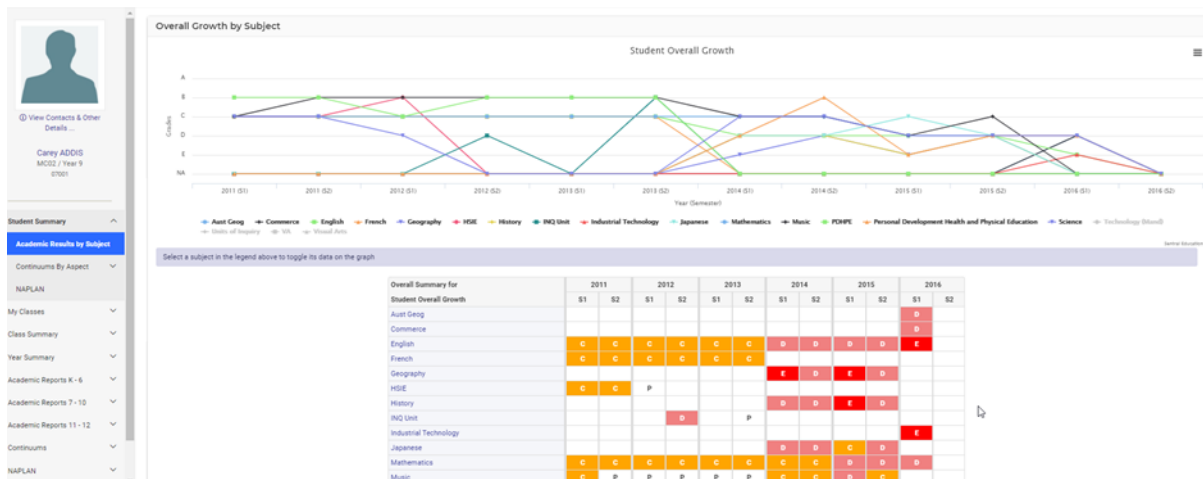 Overall Growth by Subject
Student Overall Growth
A
B
C
D
E
NA
Grades
2011 (S1) 2011 (S2) 2012 (S1) 2012 (S2) 2013 (S1) 2013 (S2) 2014 (S1) 2014 (S2) 2015 (S1) 2015 (S2) 2016 (S1) 2016 (S2)
Year (Semester)
Aust Geog Commerce English French Geography HSIE History INQ Unit Industrial Technology Japanese Mathematics Music PDHPE Personal Development Health and Physical Education Science Technology (Mand)
Units of Inquiry VA Visual Arts
Sentral Education
Select a subject in the legend above to toggle its data on the graph
View Contacts & Other
Details ...
Carey ADDIS
MC02 / Year 9
07001
Student Summary
Academic Results by Subject
Continuums By Aspect
NAPLAN
My Classes
Class Summary
Year Summary
Academic Reports K - 6
Academic Reports 7 - 10
Academic Reports 11 - 12
Continuums
NAPLAN
Overall Summary for 2011 2012 2013 2014 2015 2016
Student Overall Growth S1 S2 S1 S2 S1 S2 S1 S2 S1 S2 S1 S2
Aust Geog D
Commerce D
English C C C C C C D D D D E
French C C C C C C
Geography E D E D
HSIE C C P
History D D E D
INQ Unit D P
Industrial Technology E
Japanese D D C D
Mathematics C C C C C C C C D D D
Music C P P P P P C C D C